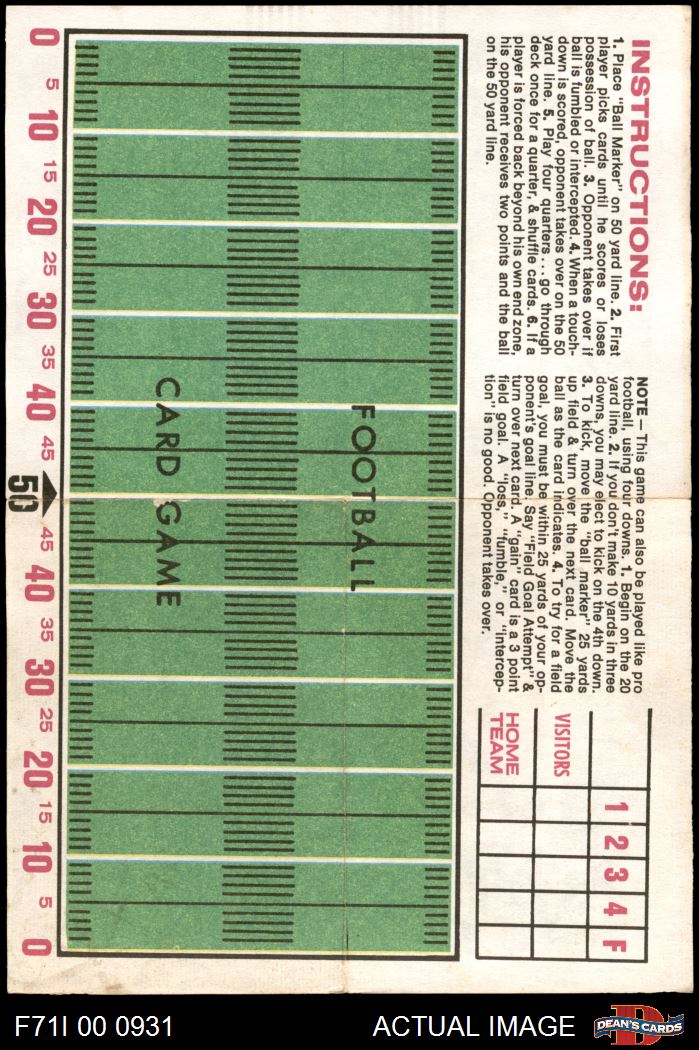 INSTRUCTIONS:
1. Place "Ball Marker" on 50 yard line. 2. First
player picks cards until he scores or loses
possession of ball. 3. Opponent takes over if
ball is fumbled or intercepted. 4. When a touch-
down is scored, opponent takes over on the 50
yard line. 5. Play four quarters...go through
deck once for a quarter, & shuffle cards. 6. If a
player is forced back beyond his own end zone,
his opponent receives two points and the ball
on the 50 yard line.
NOTE — This game can also be played like pro
football, using four downs. 1. Begin on the 20
yard line. 2. If you don't make 10 yards in three
downs, you may elect to kick on the 4th down.
3. To kick, move the "ball marker" 25 yards
up field & turn over the next card. Move the
ball as the card indicates. 4. To try for a field
goal, you must be within 25 yards of your op-
ponent's goal line. Say "Field Goal Attempt" &
turn over next card. A "gain" card is a 3 point
field goal. A "loss," "fumble," or "intercep-
tion" is no good. Opponent takes over.
1 2 3 4 F
VISITORS
HOME
TEAM
FOOTBALL
CARD GAME
0 5 10 15 20 25 30 35 40 45 50 45 40 35 30 25 20 15 10 5 0
F71I 00 0931 ACTUAL IMAGE
D
DEAN'S CARDS